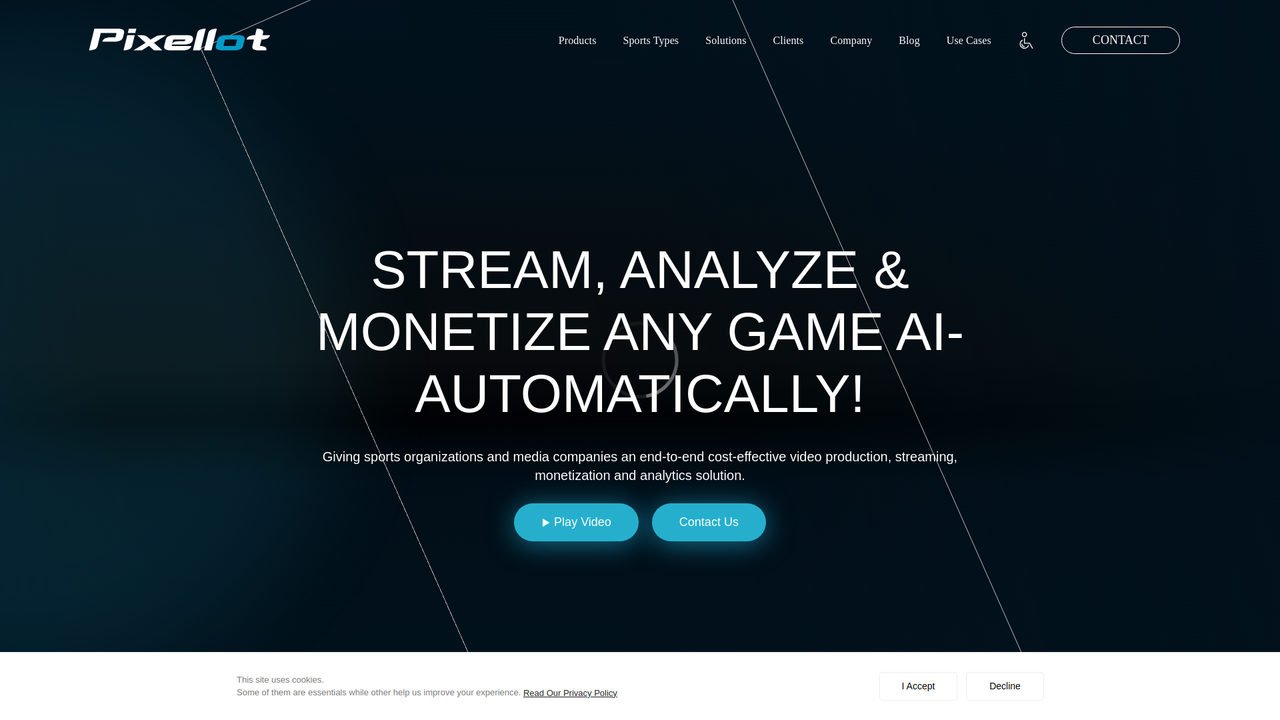 Pixellot
Products Sports Types Solutions Clients Company Blog Use Cases CONTACT
STREAM, ANALYZE &
MONETIZE ANY GAME AI-
AUTOMATICALLY!
Giving sports organizations and media companies an end-to-end cost-effective video production, streaming,
monetization and analytics solution.
Play Video Contact Us
This site uses cookies.
Some of them are essentials while other help us improve your experience. Read Our Privacy Policy
I Accept Decline